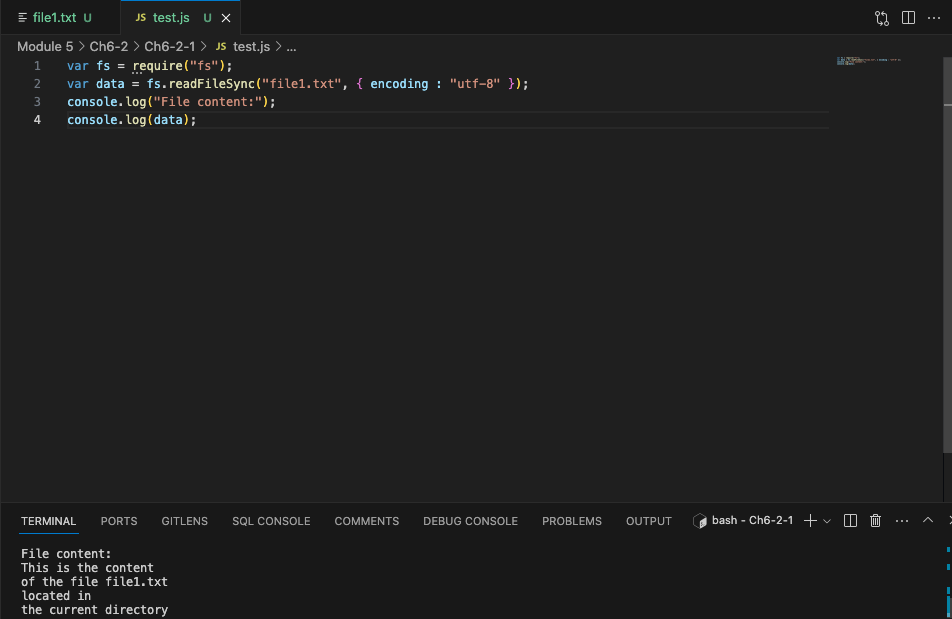 file1.txt U
JS test.js U
Module 5 > Ch6-2 > Ch6-2-1 > JS test.js > ...
1 var fs = require("fs");
2 var data = fs.readFileSync("file1.txt", { encoding : "utf-8" });
3 console.log("File content:");
4 console.log(data);
TERMINAL PORTS GITLENS SQL CONSOLE COMMENTS DEBUG CONSOLE PROBLEMS OUTPUT bash - Ch6-2-1
File content:
This is the content
of the file file1.txt
located in
the current directory